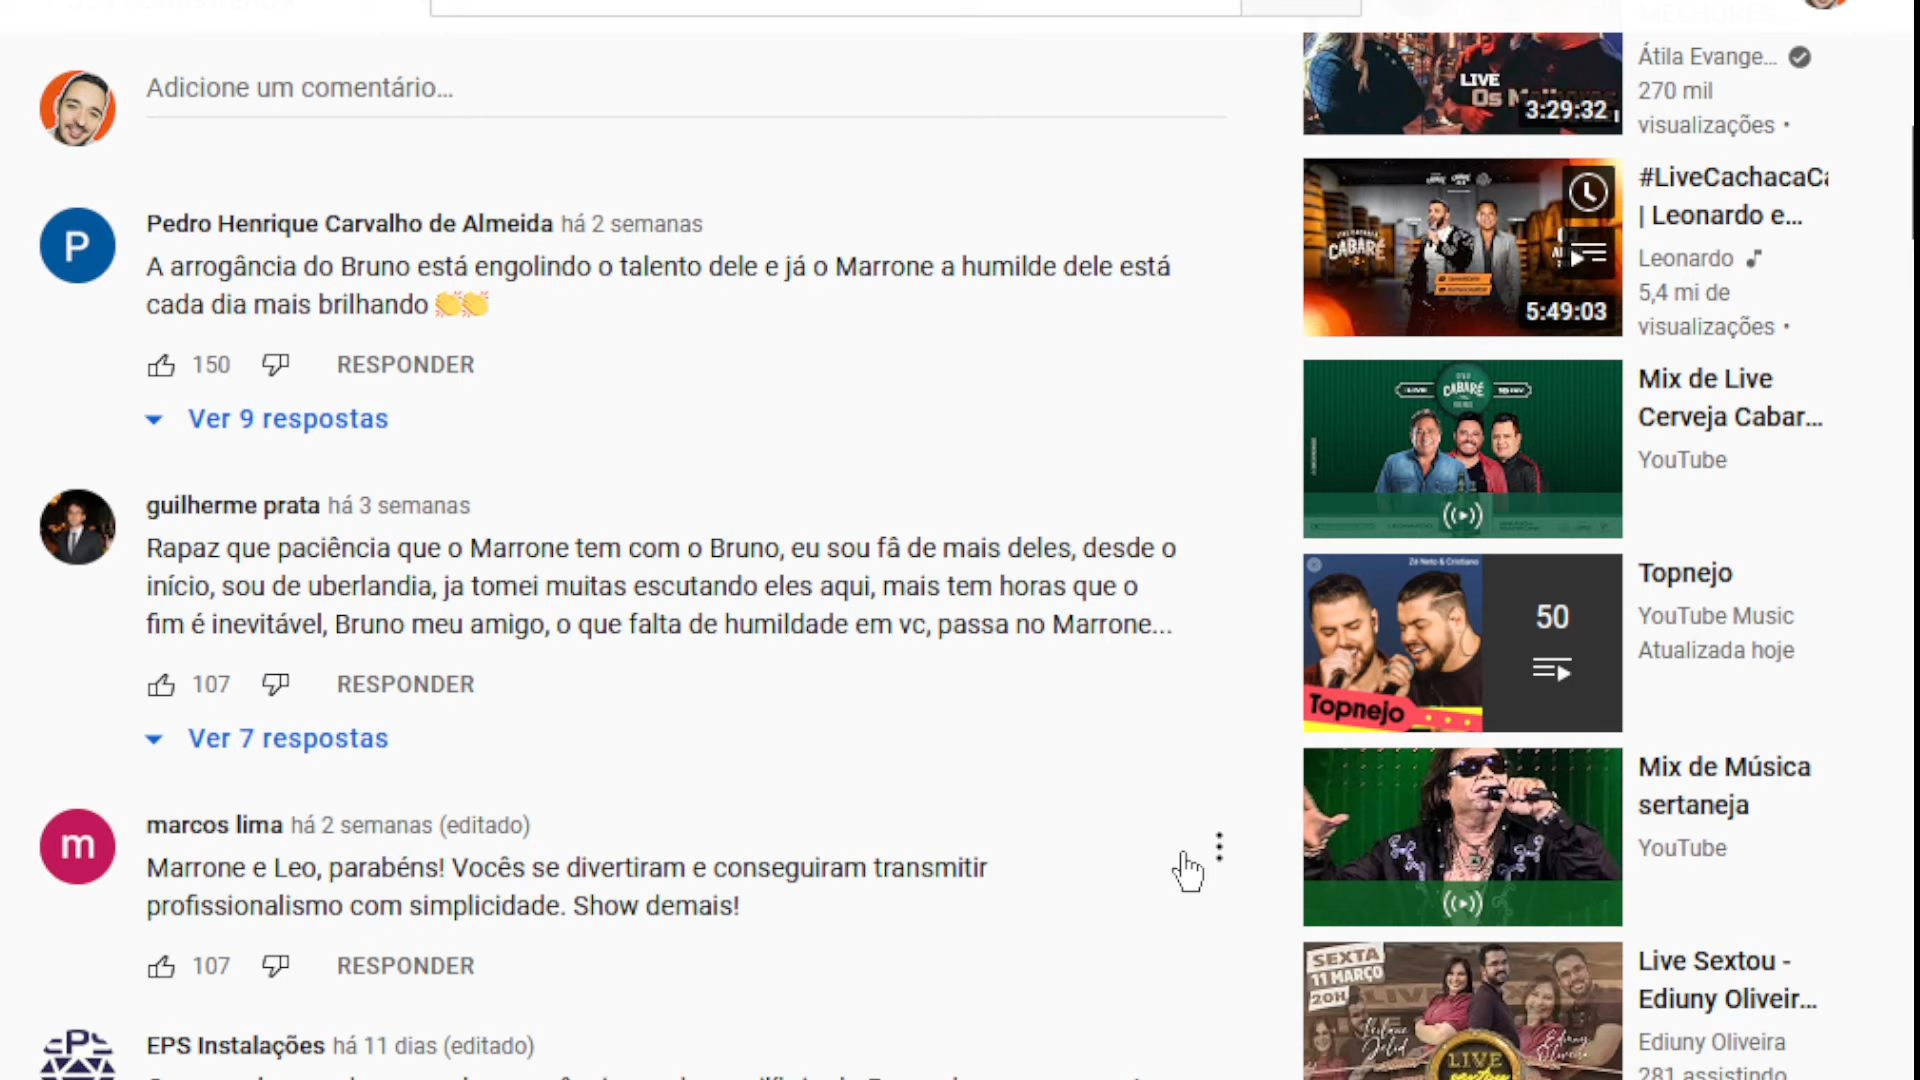 Adicione um comentário...
Pedro Henrique Carvalho de Almeida há 2 semanas
A arrogância do Bruno está engolindo o talento dele e já o Marrone a humilde dele está
cada dia mais brilhando 👏👏
150 RESPONDER
Ver 9 respostas
guilherme prata há 3 semanas
Rapaz que paciência que o Marrone tem com o Bruno, eu sou fâ de mais deles, desde o
início, sou de uberlandia, ja tomei muitas escutando eles aqui, mais tem horas que o
fim é inevitável, Bruno meu amigo, o que falta de humildade em vc, passa no Marrone...
107 RESPONDER
Ver 7 respostas
marcos lima há 2 semanas (editado)
Marrone e Leo, parabéns! Vocês se divertiram e conseguiram transmitir
profissionalismo com simplicidade. Show demais!
107 RESPONDER
EPS Instalações há 11 dias (editado)
P
m
LIVE
3:29:32
Átila Evange...
270 mil
visualizações •
CABARÉ
5:49:03
#LiveCachacaCa
| Leonardo e...
Leonardo
5,4 mi de
visualizações •
CABARÉ
Mix de Live
Cerveja Cabar...
YouTube
Zé Neto & Cristiano
Topnejo
50
Topnejo
YouTube Music
Atualizada hoje
Mix de Música
sertaneja
YouTube
SEXTA
11 MARÇO
20H
LIVE
Live Sextou -
Ediuny Oliveir...
Ediuny Oliveira
281 assistindo